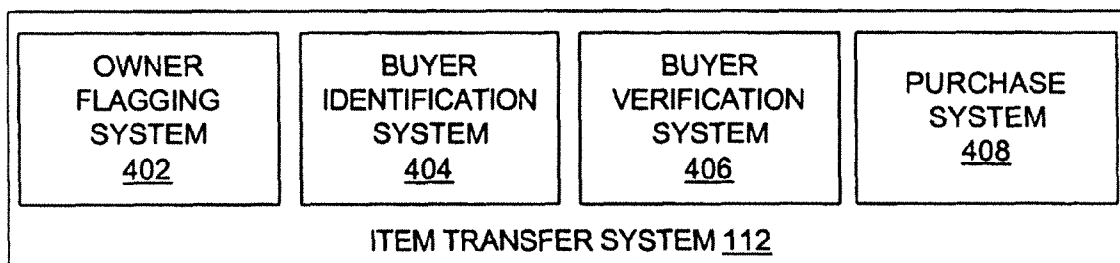 OWNER
FLAGGING
SYSTEM
402
BUYER
IDENTIFICATION
SYSTEM
404
BUYER
VERIFICATION
SYSTEM
406
PURCHASE
SYSTEM
408
ITEM TRANSFER SYSTEM 112